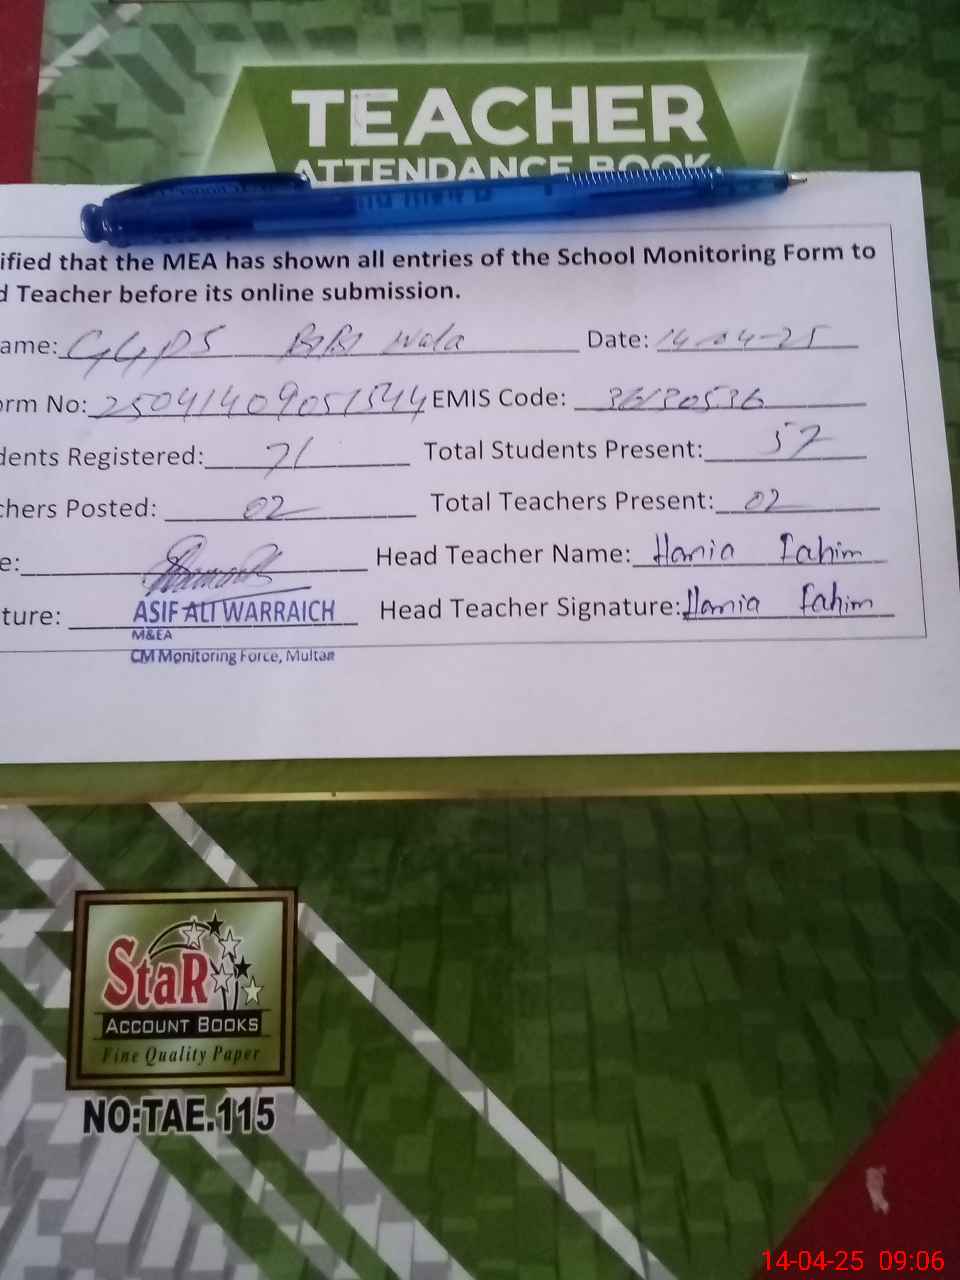 TEACHER
ATTENDANCE BOOK
ified that the MEA has shown all entries of the School Monitoring Form to
d Teacher before its online submission.
ame: GGPS BiBi Wala Date: 14-04-25
orm No: 25041409051544 EMIS Code: 36130536
dents Registered: 71 Total Students Present: 57
chers Posted: 02 Total Teachers Present: 02
e: Head Teacher Name: Hamia Fahim
ture: ASIF ALI WARRAICH Head Teacher Signature: Hamia Fahim
M&EA
CM Monitoring Force, Multan
StaR
ACCOUNT BOOKS
Fine Quality Paper
NO:TAE.115
14-04-25 09:06